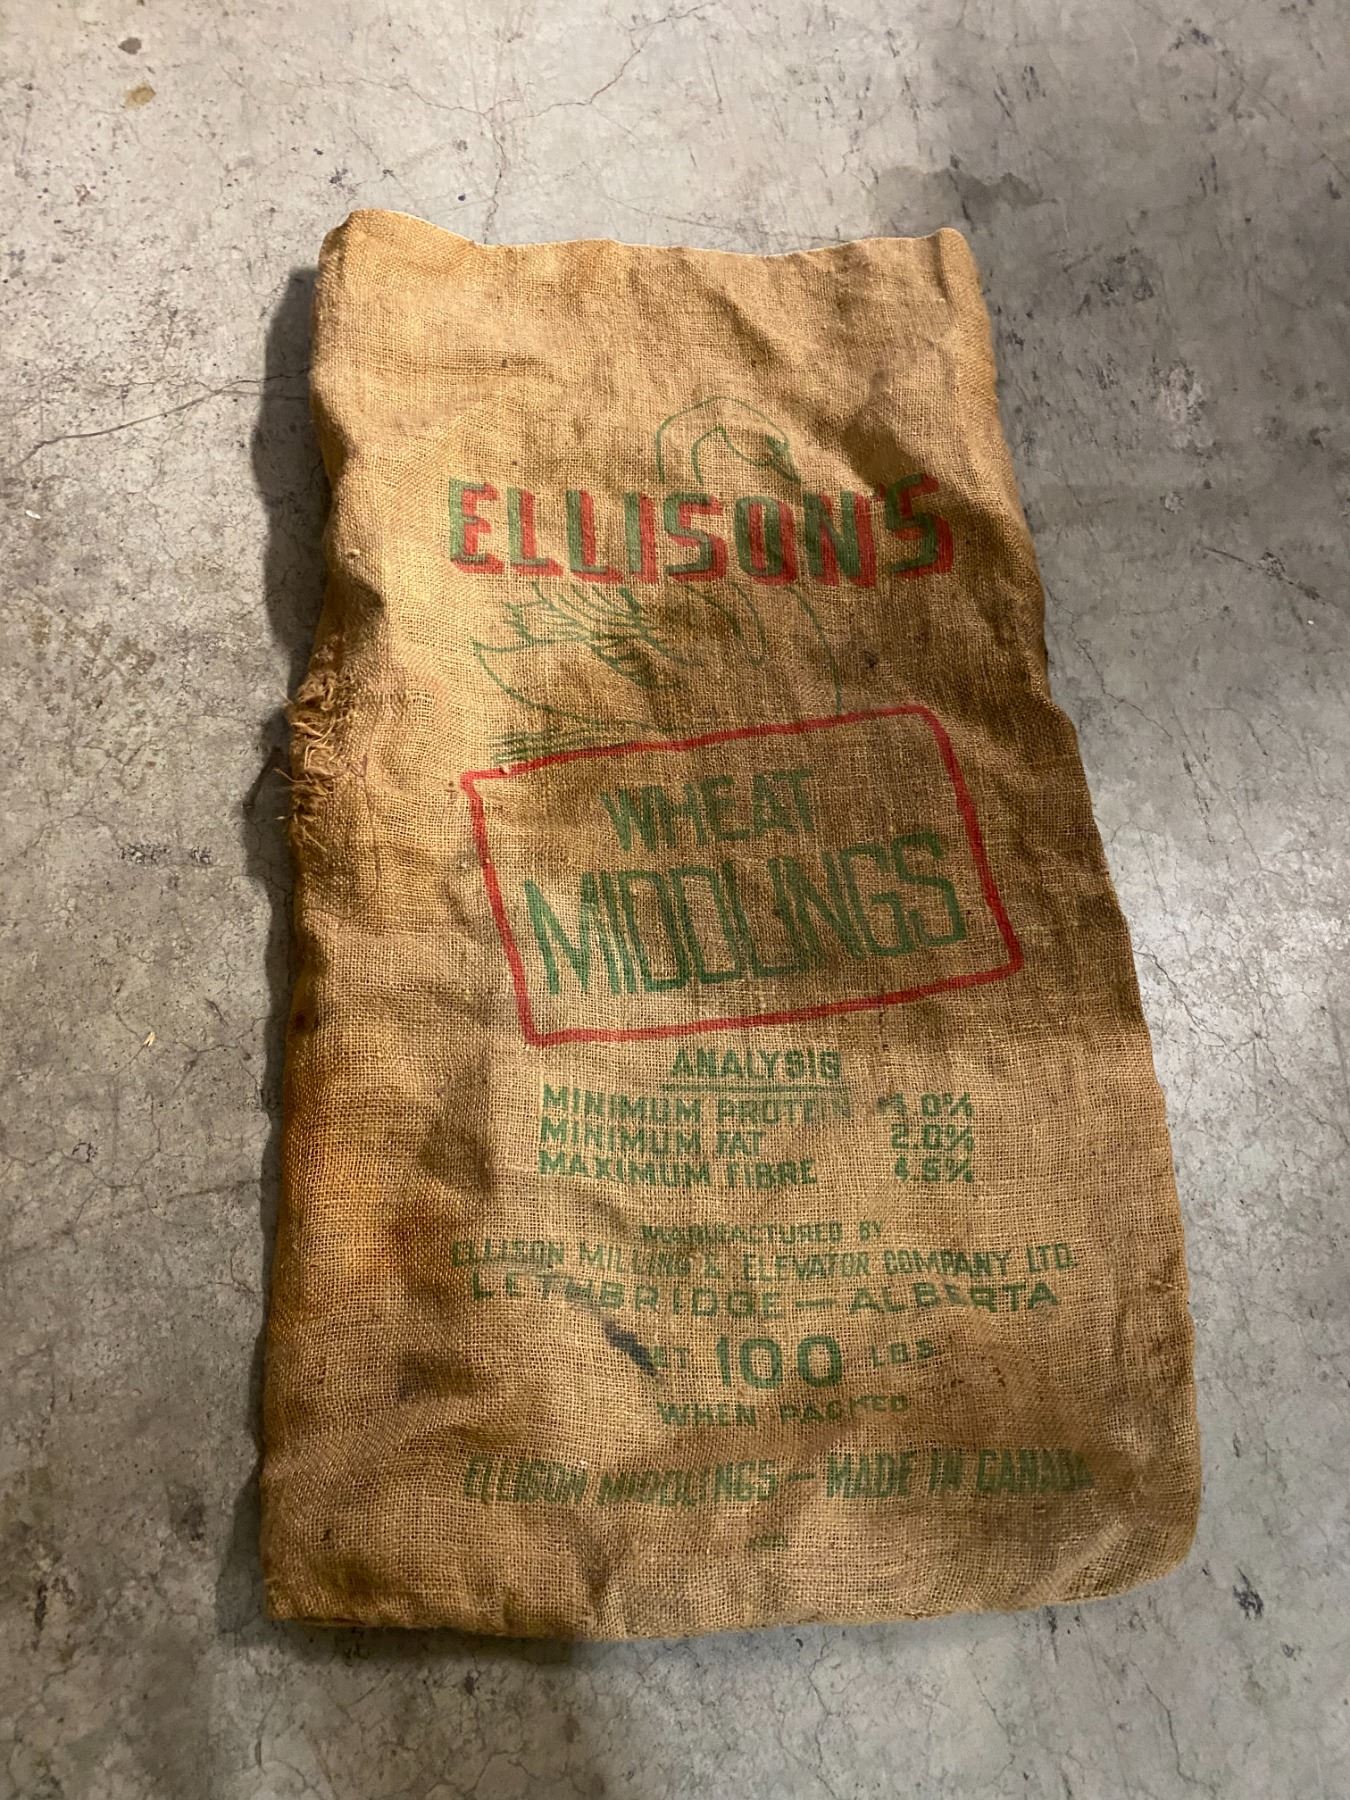 ELLISON'S
WHEAT
MIDDLINGS
ANALYSIS
MINIMUM PROTEIN
MINIMUM FAT 2.0%
MAXIMUM FIBRE 4.5%
MANUFACTURED BY
ELLISON MILLING & ELEVATOR COMPANY LTD.
LETHBRIDGE — ALBERTA
100 LBS.
WHEN PACKED
ELLISON MIDDLINGS — MADE IN CANADA